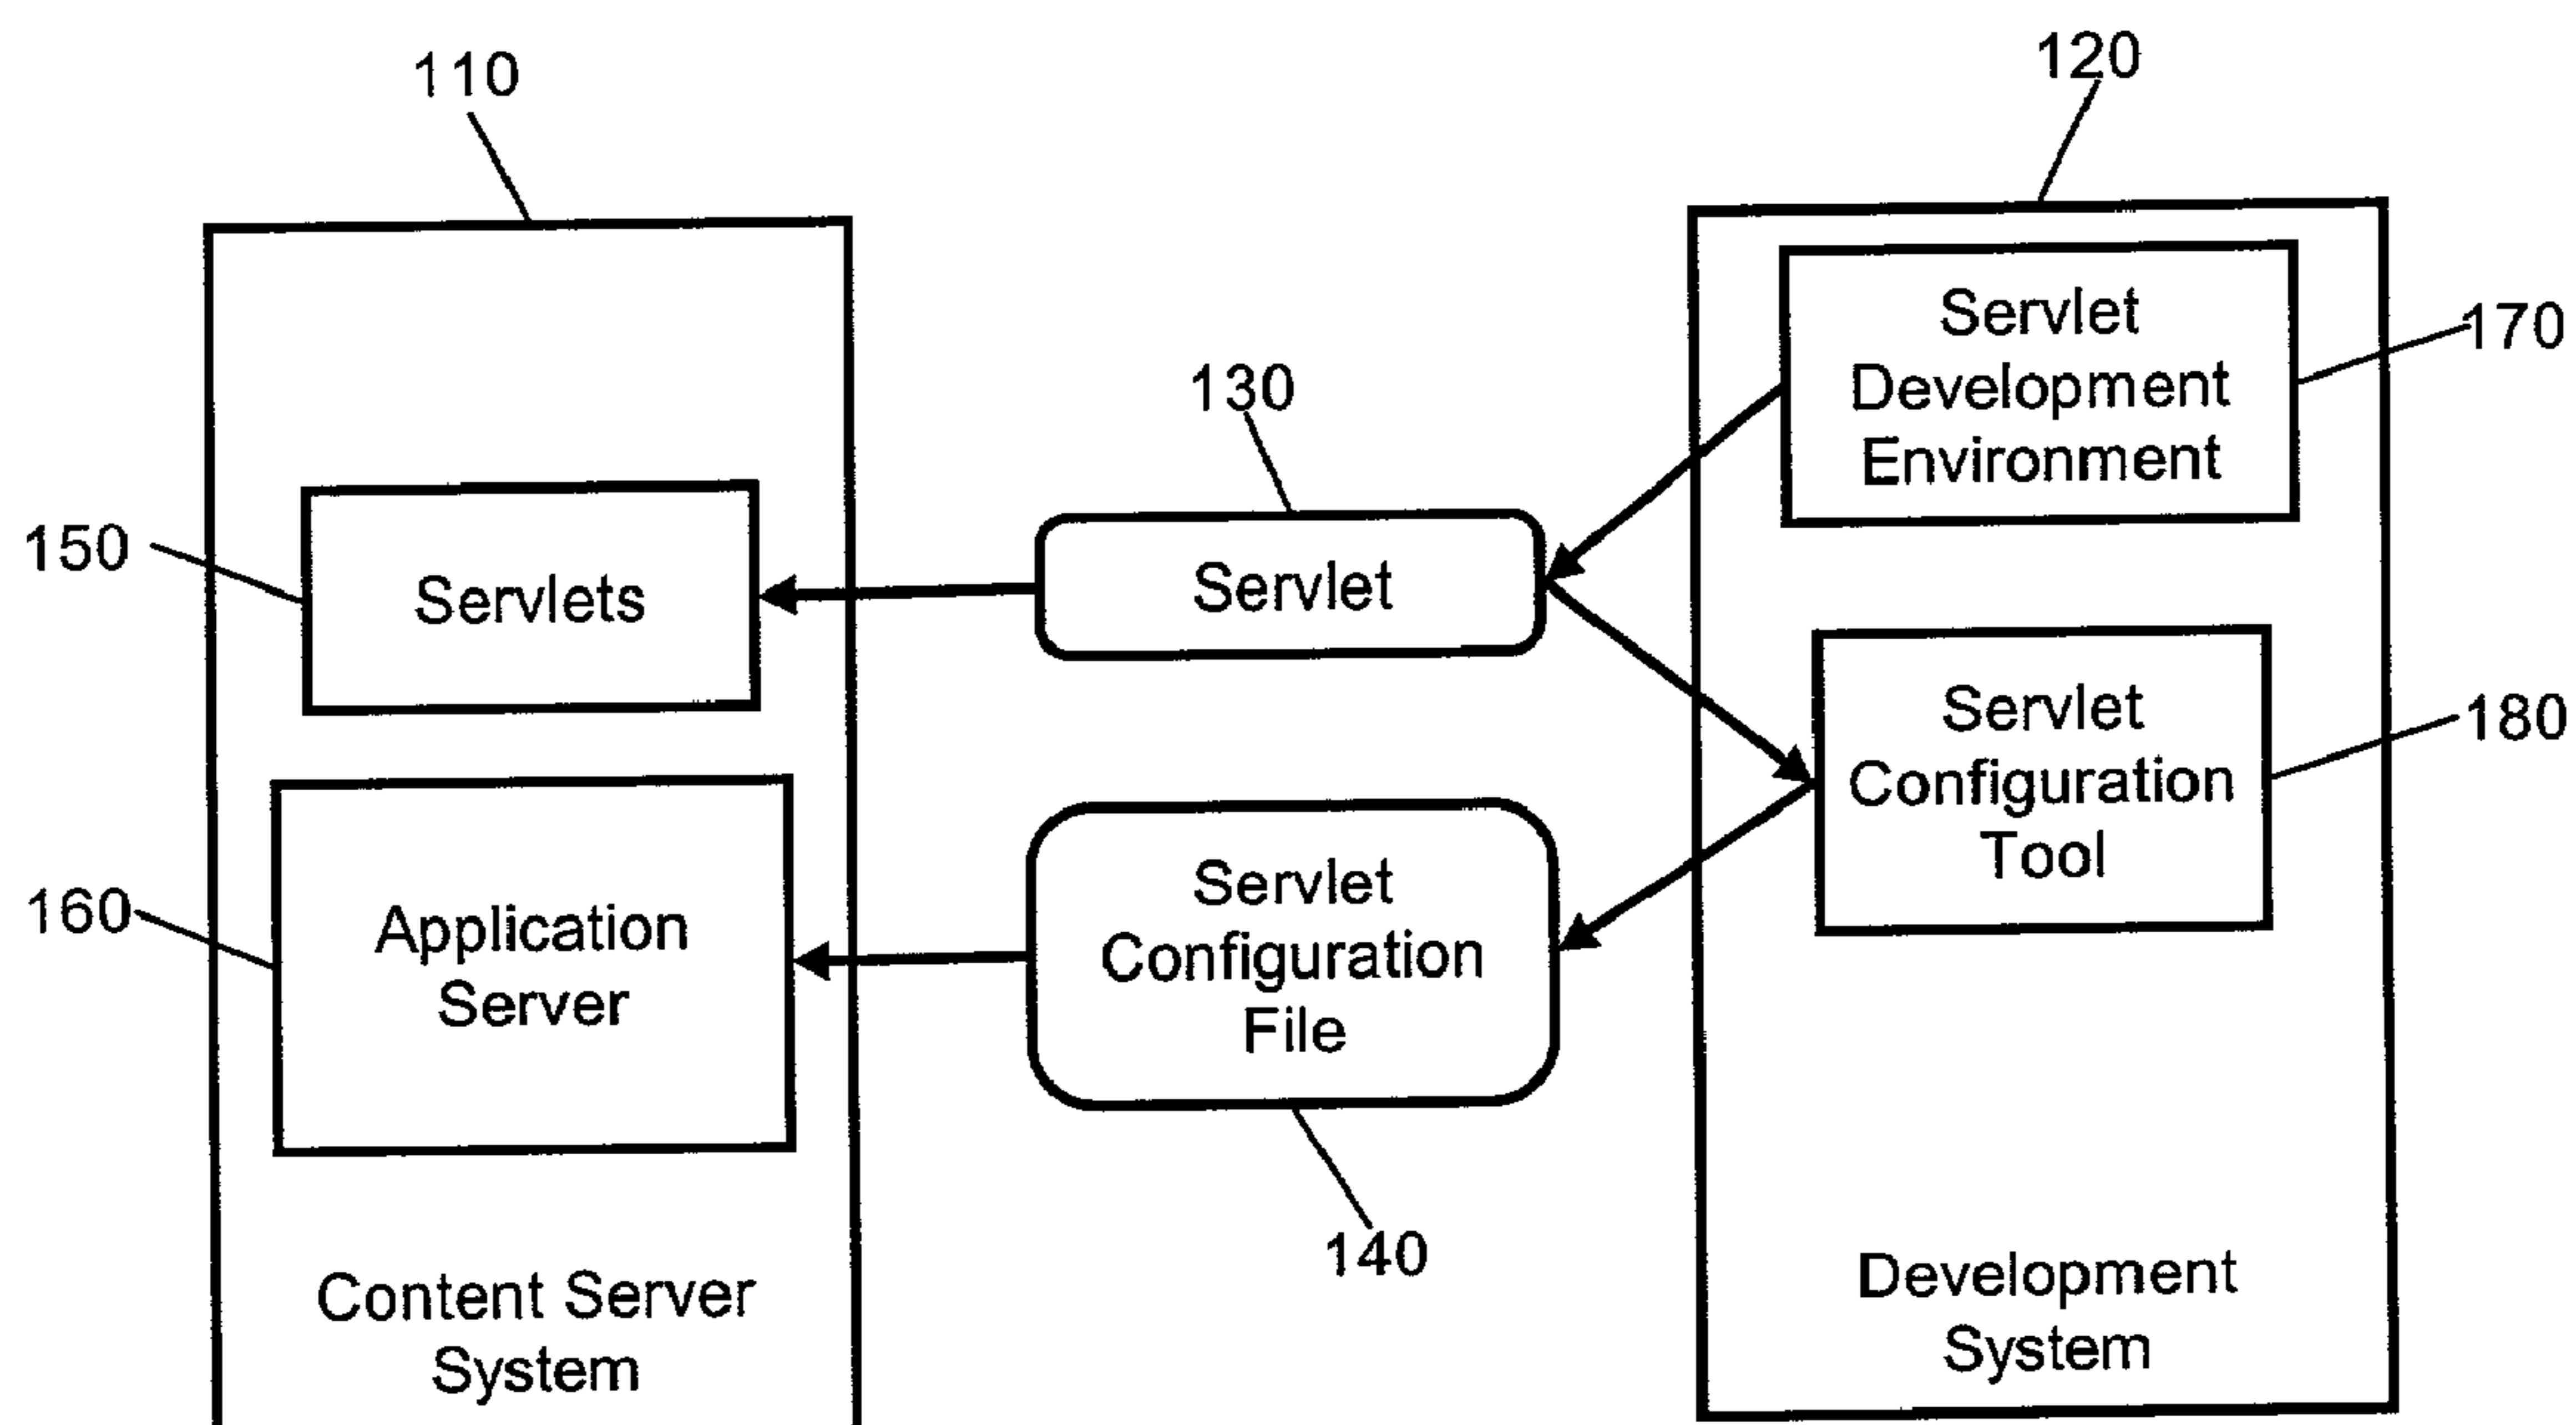 110
120
Servlet
Development
Environment
170
130
150
Servlets
Servlet
Servlet
Configuration
Tool
180
160
Application
Server
Servlet
Configuration
File
140
Content Server
System
Development
System